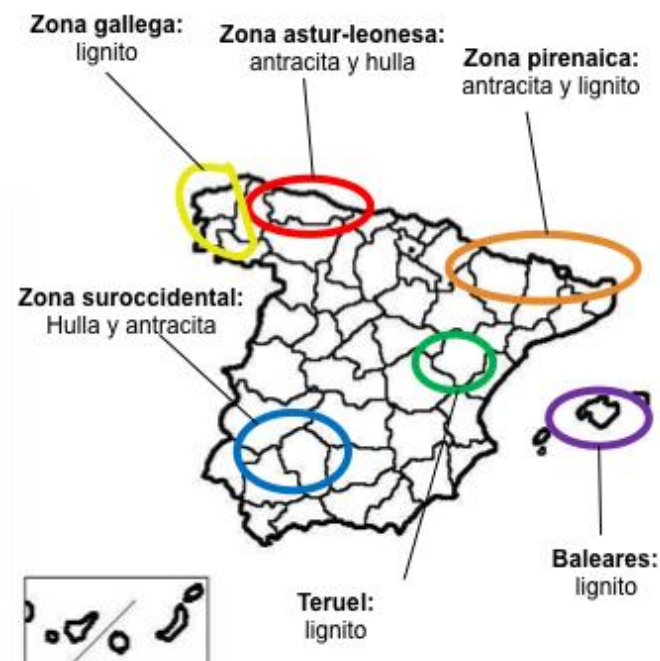 Zona gallega:
lignito
Zona astur-leonesa:
antracita y hulla
Zona pirenaica:
antracita y lignito
Zona suroccidental:
Hulla y antracita
Baleares:
lignito
Teruel:
lignito